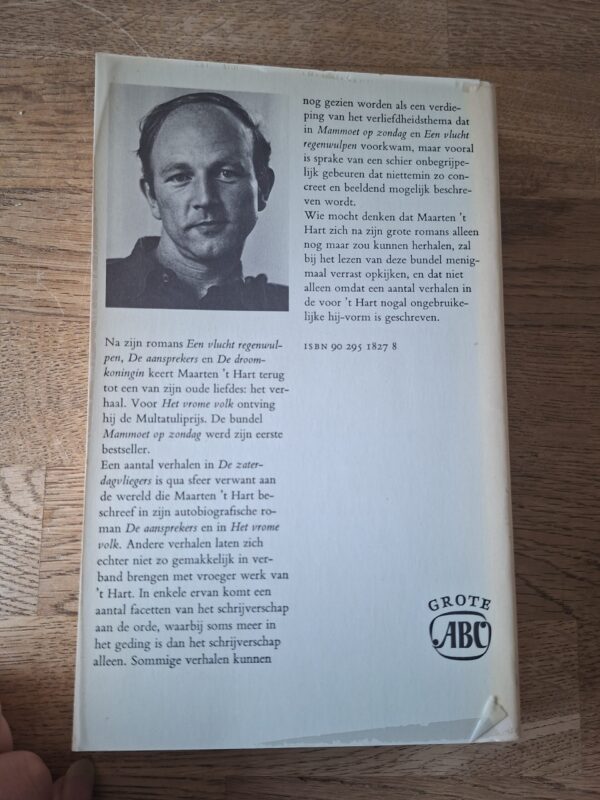 Na zijn romans Een vlucht regenwul-
pen, De aansprekers en De droom-
koningin keert Maarten 't Hart terug
tot een van zijn oude liefdes: het ver-
haal. Voor Het vrome volk ontving
hij de Multatuliprijs. De bundel
Mammoet op zondag werd zijn eerste
bestseller.
Een aantal verhalen in De zater-
dagvliegers is qua sfeer verwant aan
de wereld die Maarten 't Hart be-
schreef in zijn autobiografische ro-
man De aansprekers en in Het vrome
volk. Andere verhalen laten zich
echter niet zo gemakkelijk in ver-
band brengen met vroeger werk van
't Hart. In enkele ervan komt een
aantal facetten van het schrijverschap
aan de orde, waarbij soms meer in
het geding is dan het schrijverschap
alleen. Sommige verhalen kunnen
nog gezien worden als een verdie-
ping van het verliefdheidsthema dat
in Mammoet op zondag en Een vlucht
regenwulpen voorkwam, maar vooral
is sprake van een schier onbegrijpe-
lijk gebeuren dat niettemin zo con-
creet en beeldend mogelijk beschre-
ven wordt.
Wie mocht denken dat Maarten 't
Hart zich na zijn grote romans alleen
nog maar zou kunnen herhalen, zal
bij het lezen van deze bundel menig-
maal verrast opkijken, en dat niet
alleen omdat een aantal verhalen in
de voor 't Hart nogal ongebruike-
lijke hij-vorm is geschreven.
ISBN 90 295 1827 8
GROTE
ABC